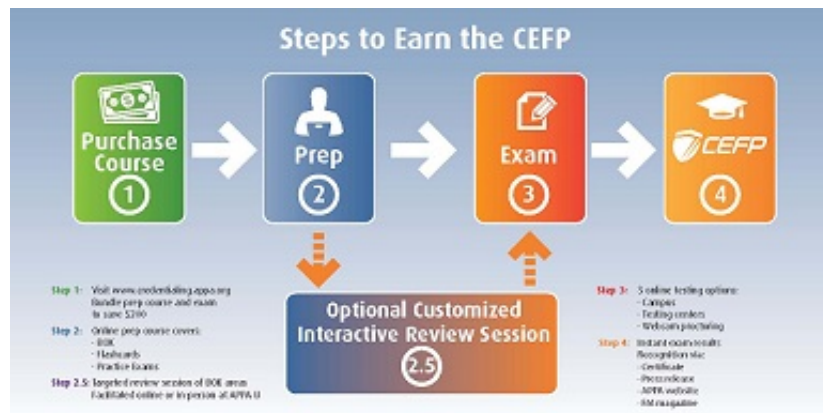 Steps to Earn the CEFP
Purchase
Course
1
Prep
2
Exam
3
CEFP
4
Optional Customized
Interactive Review Session
2.5
Step 1: Visit www.credentialing.appa.org
Bundle prep course and exam
to save $200
Step 2: Online prep course covers:
- BOK
- Flashcards
- Practice Exams
Step 2.5: Targeted review session of BOK areas
Facilitated online or in person at APPA U
Step 3: 3 online testing options:
- Campus
- Testing centers
- Webcam proctoring
Step 4: Instant exam results
Recognition via:
- Certificate
- Press release
- APPA website
- FM magazine